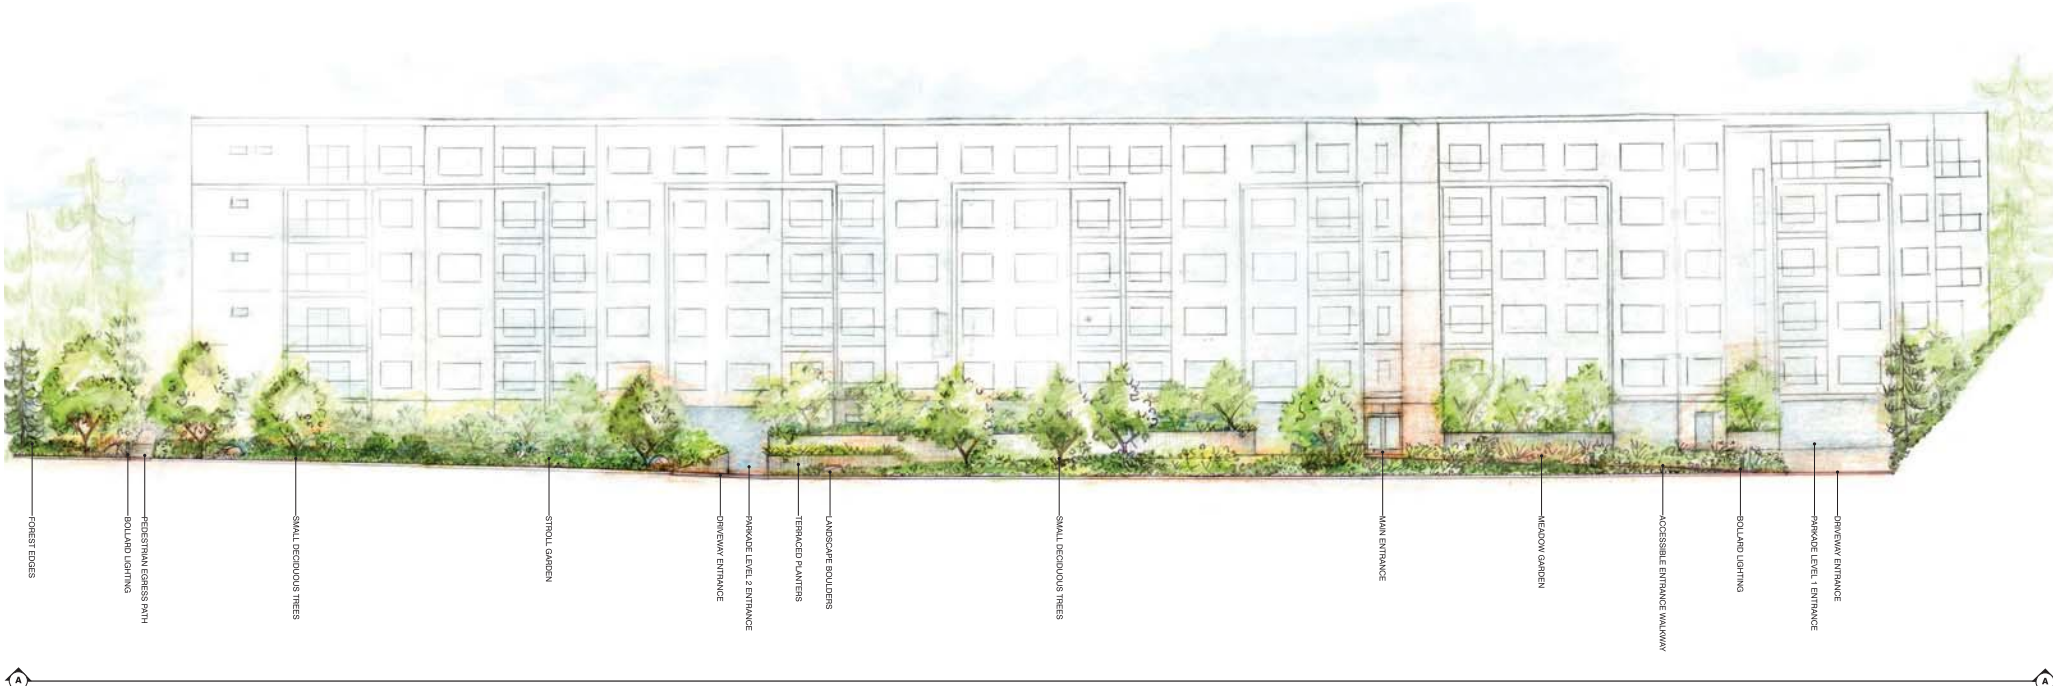 FOREST EDGES
BOLLARD LIGHTING
PEDESTRIAN EGRESS PATH
SMALL DECIDUOUS TREES
STROLL GARDEN
DRIVEWAY ENTRANCE
PARKADE LEVEL 2 ENTRANCE
TERRACED PLANTERS
LANDSCAPE BOULDERS
SMALL DECIDUOUS TREES
MAIN ENTRANCE
MEADOW GARDEN
ACCESSIBLE ENTRANCE WALKWAY
BOLLARD LIGHTING
PARKADE LEVEL 1 ENTRANCE
DRIVEWAY ENTRANCE
A
A